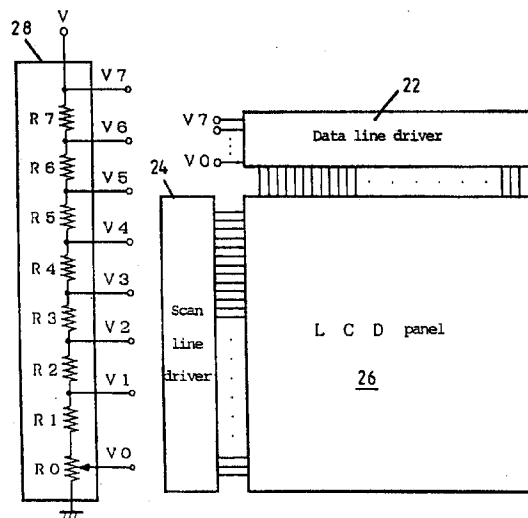 V
28
V7
R7
V6
R6
V5
R5
V4
R4
V3
R3
V2
R2
V1
R1
V0
R0
22
V7
V0
Data line driver
24
Scan
line
driver
L C D panel
26